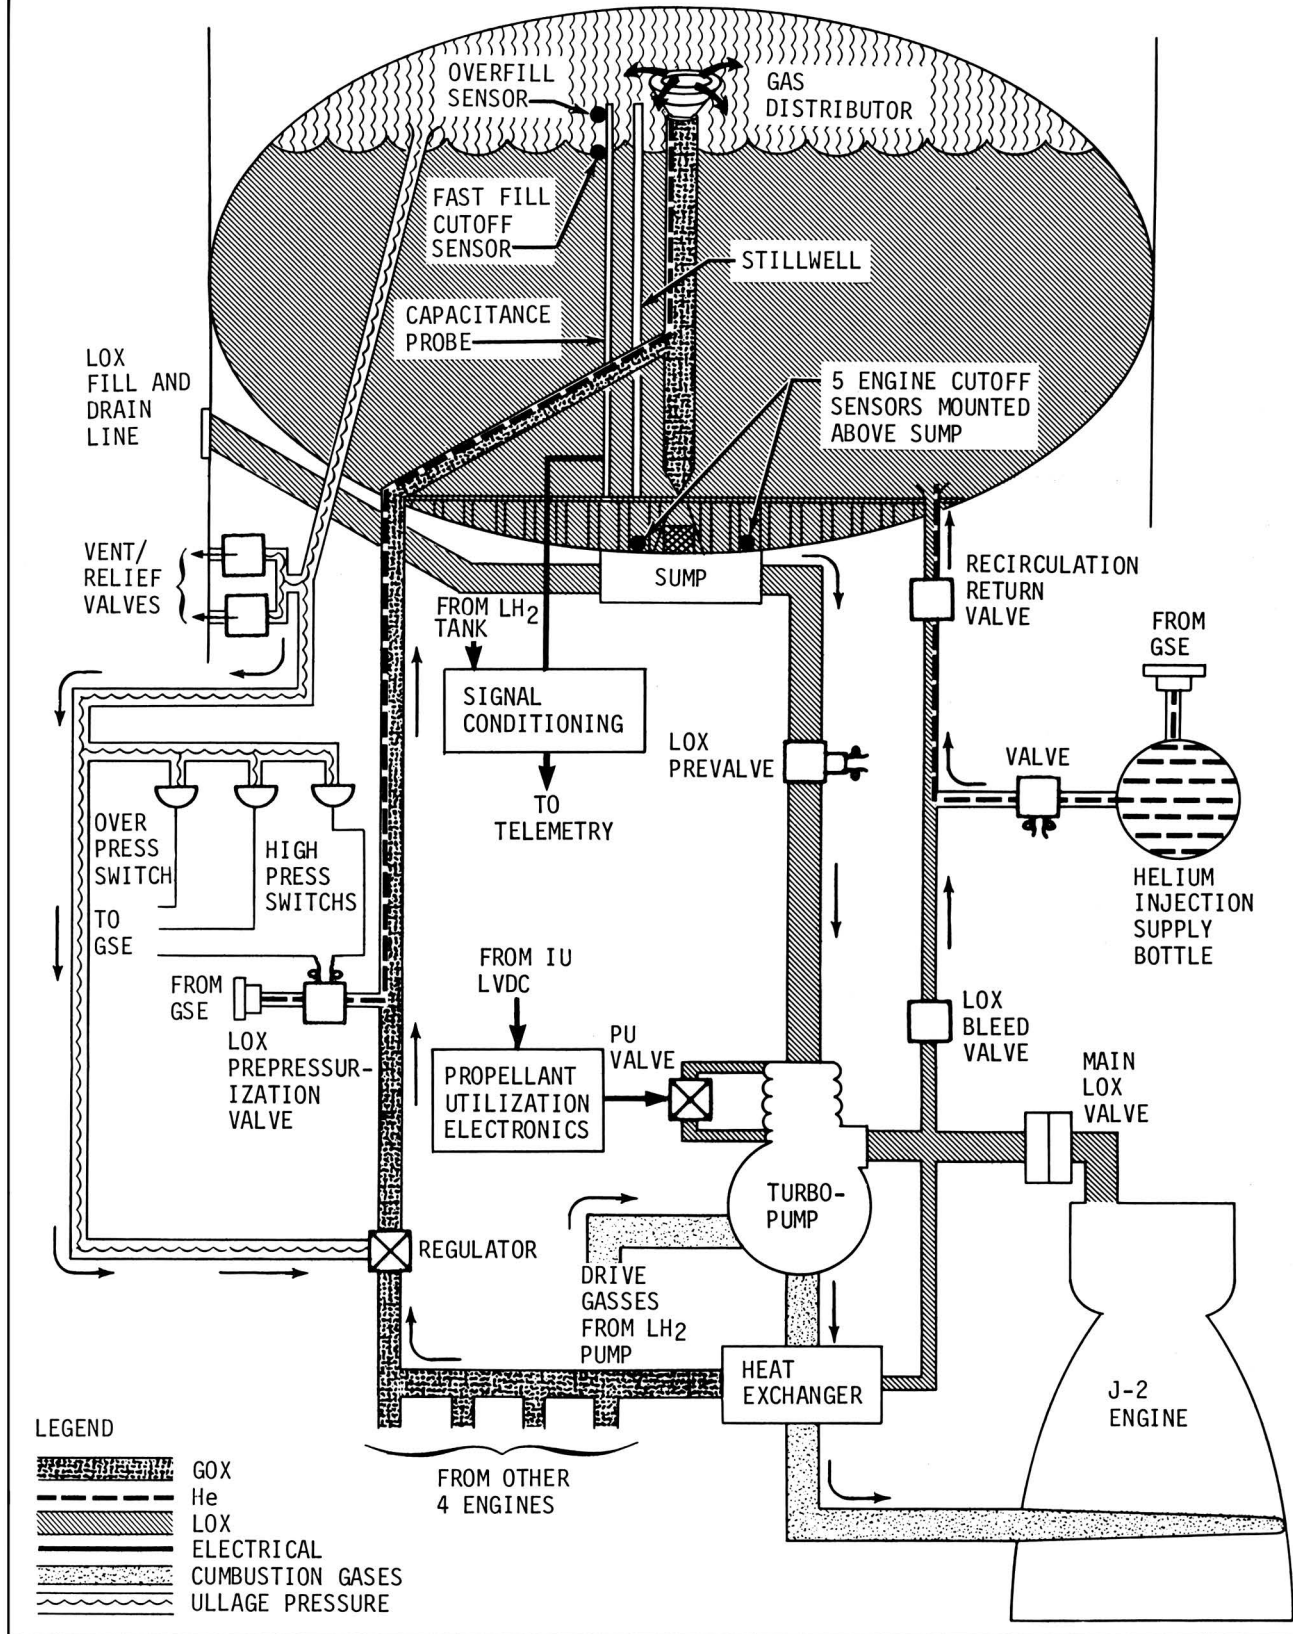 OVERFILL
SENSOR
GAS
DISTRIBUTOR
FAST FILL
CUTOFF
SENSOR
STILLWELL
CAPACITANCE
PROBE
LOX
FILL AND
DRAIN
LINE
5 ENGINE CUTOFF
SENSORS MOUNTED
ABOVE SUMP
VENT/
RELIEF
VALVES
SUMP
RECIRCULATION
RETURN
VALVE
FROM LH2
TANK
FROM
GSE
SIGNAL
CONDITIONING
LOX
PREVALVE
VALVE
TO
TELEMETRY
OVER
PRESS
SWITCH
HIGH
PRESS
SWITCHS
TO
GSE
HELIUM
INJECTION
SUPPLY
BOTTLE
FROM IU
LVDC
FROM
GSE
LOX
PREPRESSUR-
IZATION
VALVE
LOX
BLEED
VALVE
PU
VALVE
PROPELLANT
UTILIZATION
ELECTRONICS
MAIN
LOX
VALVE
TURBO-
PUMP
REGULATOR
DRIVE
GASSES
FROM LH2
PUMP
HEAT
EXCHANGER
J-2
ENGINE
FROM OTHER
4 ENGINES
LEGEND
GOX
He
LOX
ELECTRICAL
CUMBUSTION GASES
ULLAGE PRESSURE